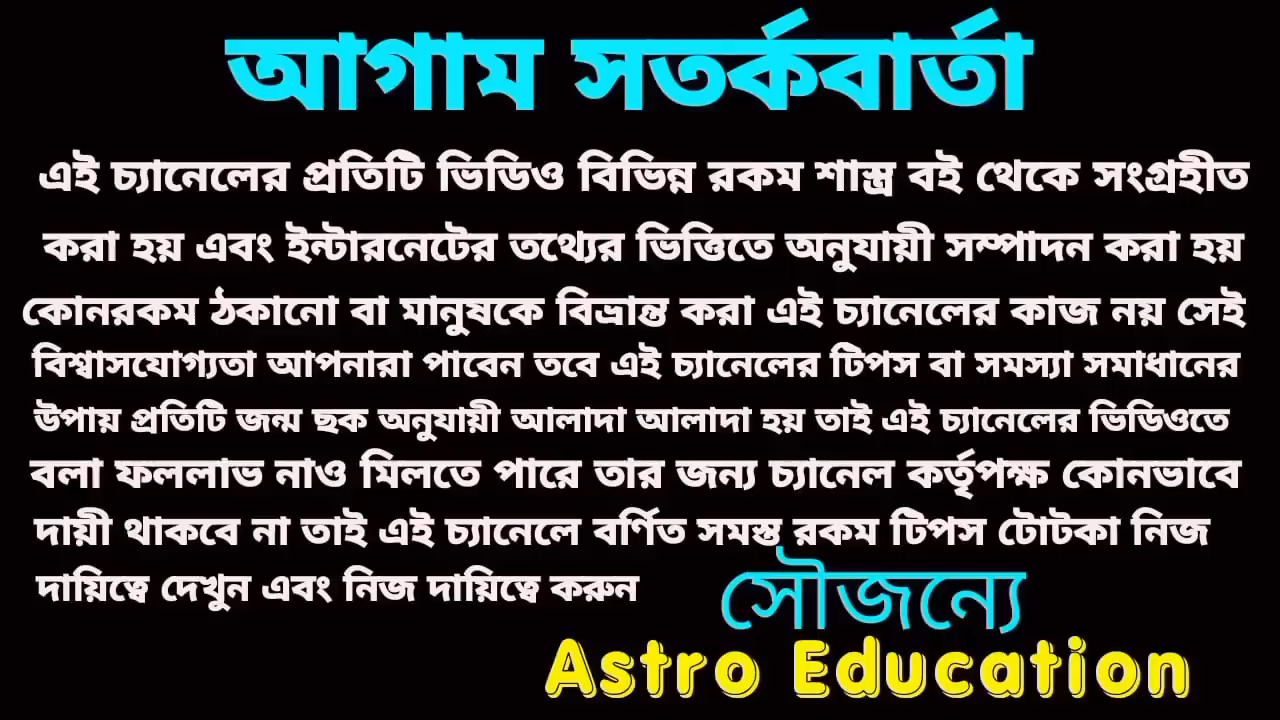 আগাম সতর্কবার্তা
এই চ্যানেলের প্রতিটি ভিডিও বিভিন্ন রকম শাস্ত্র বই থেকে সংগ্রহীত
করা হয় এবং ইন্টারনেটের তথ্যের ভিত্তিতে অনুযায়ী সম্পাদন করা হয়
কোনরকম ঠকানো বা মানুষকে বিভ্রান্ত করা এই চ্যানেলের কাজ নয় সেই
বিশ্বাসযোগ্যতা আপনারা পাবেন তবে এই চ্যানেলের টিপস বা সমস্যা সমাধানের
উপায় প্রতিটি জন্ম ছক অনুযায়ী আলাদা আলাদা হয় তাই এই চ্যানেলের ভিডিওতে
বলা ফললাভ নাও মিলতে পারে তার জন্য চ্যানেল কর্তৃপক্ষ কোনভাবে
দায়ী থাকবে না তাই এই চ্যানেলে বর্ণিত সমস্ত রকম টিপস টোটকা নিজ
দায়িত্বে দেখুন এবং নিজ দায়িত্বে করুন
সৌজন্যে
Astro Education